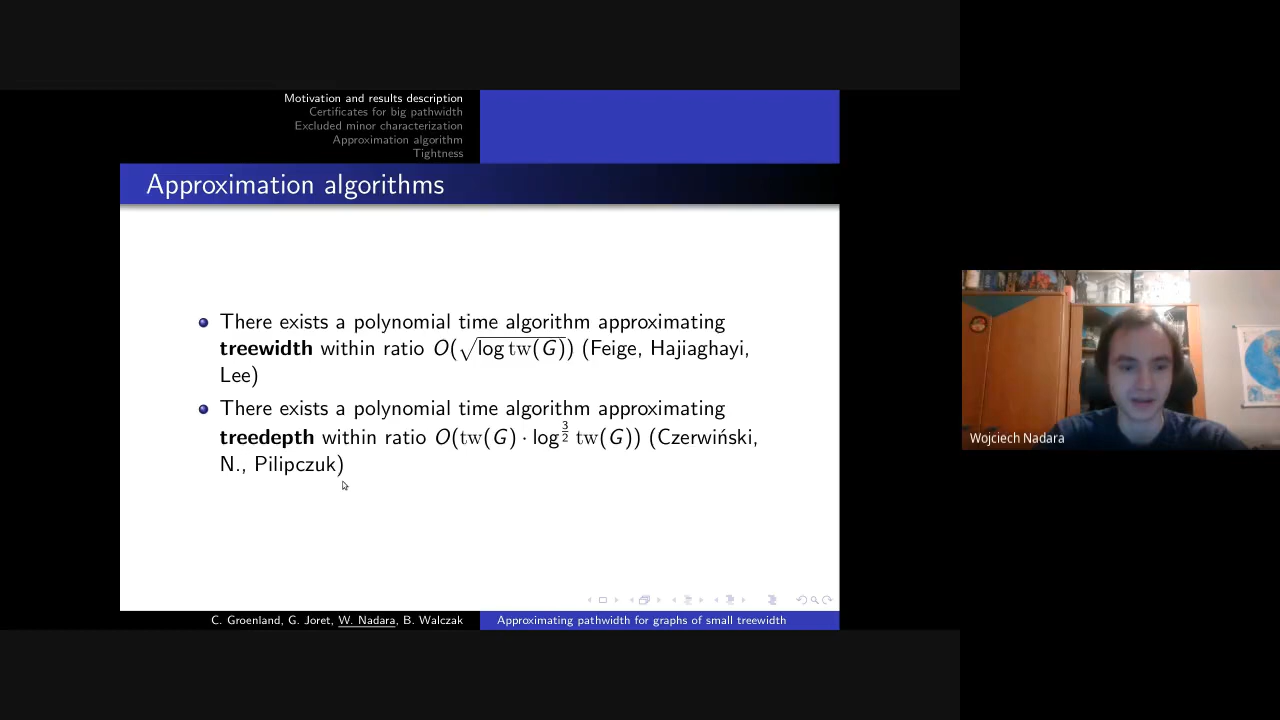 Motivation and results description
Certificates for big pathwidth
Excluded minor characterization
Approximation algorithm
Tightness
Approximation algorithms
There exists a polynomial time algorithm approximating
treewidth within ratio O(√log tw(G)) (Feige, Hajiaghayi,
Lee)
There exists a polynomial time algorithm approximating
treedepth within ratio O(tw(G) · log^{3/2} tw(G)) (Czerwiński,
N., Pilipczuk)
C. Groenland, G. Joret, W. Nadara, B. Walczak
Approximating pathwidth for graphs of small treewidth
Wojciech Nadara